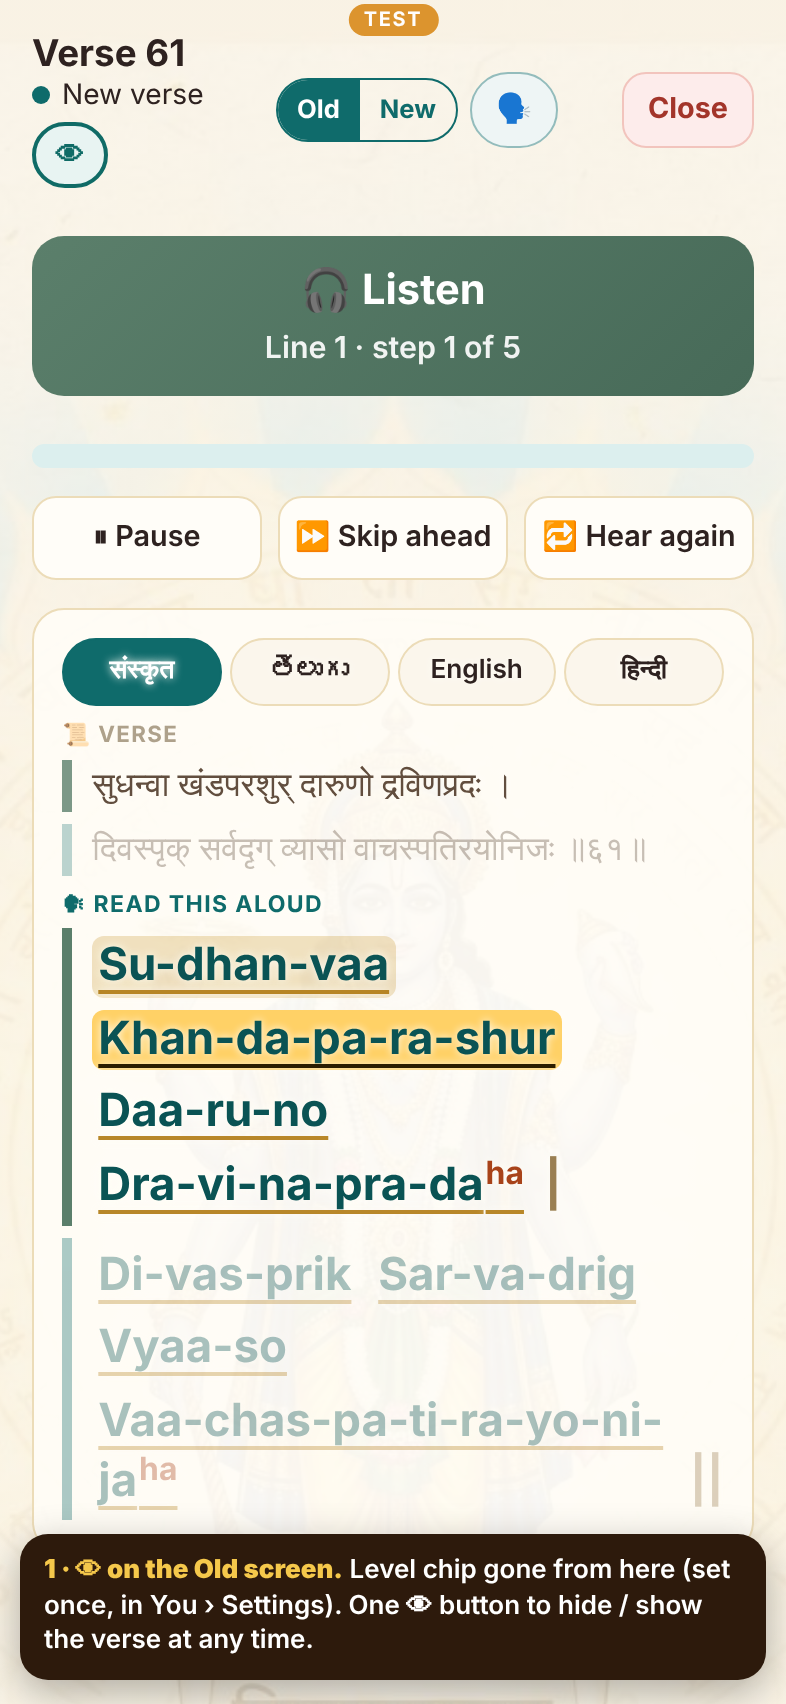 TEST
Verse 61
New verse
Old New
Close
Listen
Line 1 · step 1 of 5
Pause
Skip ahead
Hear again
संस्कृत తెలుగు English हिन्दी
VERSE
सुधन्वा खंडपरशुर् दारुणो द्रविणप्रदः ।
दिवस्पृक् सर्वदृग् व्यासो वाचस्पतिरयोनिजः ॥६१॥
READ THIS ALOUD
Su-dhan-vaa
Khan-da-pa-ra-shur
Daa-ru-no
Dra-vi-na-pra-daha |
Di-vas-prik Sar-va-drig
Vyaa-so
Vaa-chas-pa-ti-ra-yo-ni-
jaha ||
1 · 👁 on the Old screen. Level chip gone from here (set
once, in You › Settings). One 👁 button to hide / show
the verse at any time.